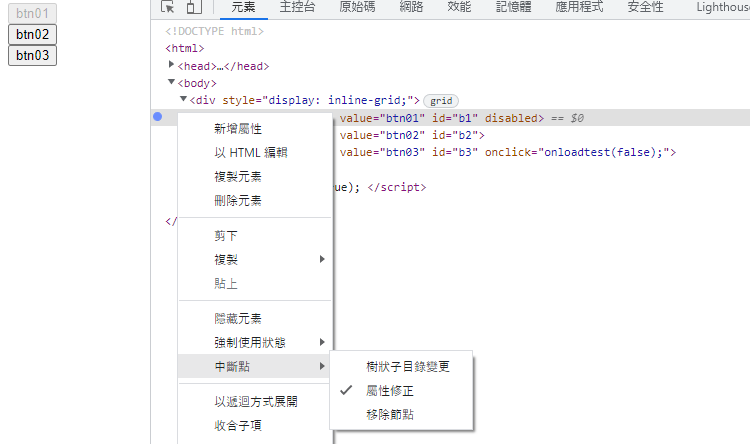 btn01
btn02
btn03
元素 主控台 原始碼 網路 效能 記憶體 應用程式 安全性 Lighthouse
<!DOCTYPE html>
<html>
<head>…</head>
<body>
<div style="display: inline-grid;"> grid
value="btn01" id="b1" disabled> == $0
value="btn02" id="b2">
value="btn03" id="b3" onclick="onloadtest(false);">
ue); </script>
</
新增屬性
以 HTML 編輯
複製元素
刪除元素
剪下
複製
貼上
隱藏元素
強制使用狀態
中斷點
以遞迴方式展開
收合子項
樹狀子目錄變更
屬性修正
移除節點